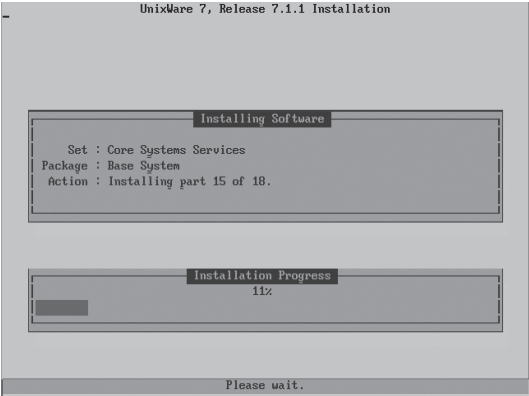 UnixWare 7, Release 7.1.1 Installation
Installing Software
Set : Core Systems Services
Package : Base System
Action : Installing part 15 of 18.
Installation Progress
11%
Please wait.